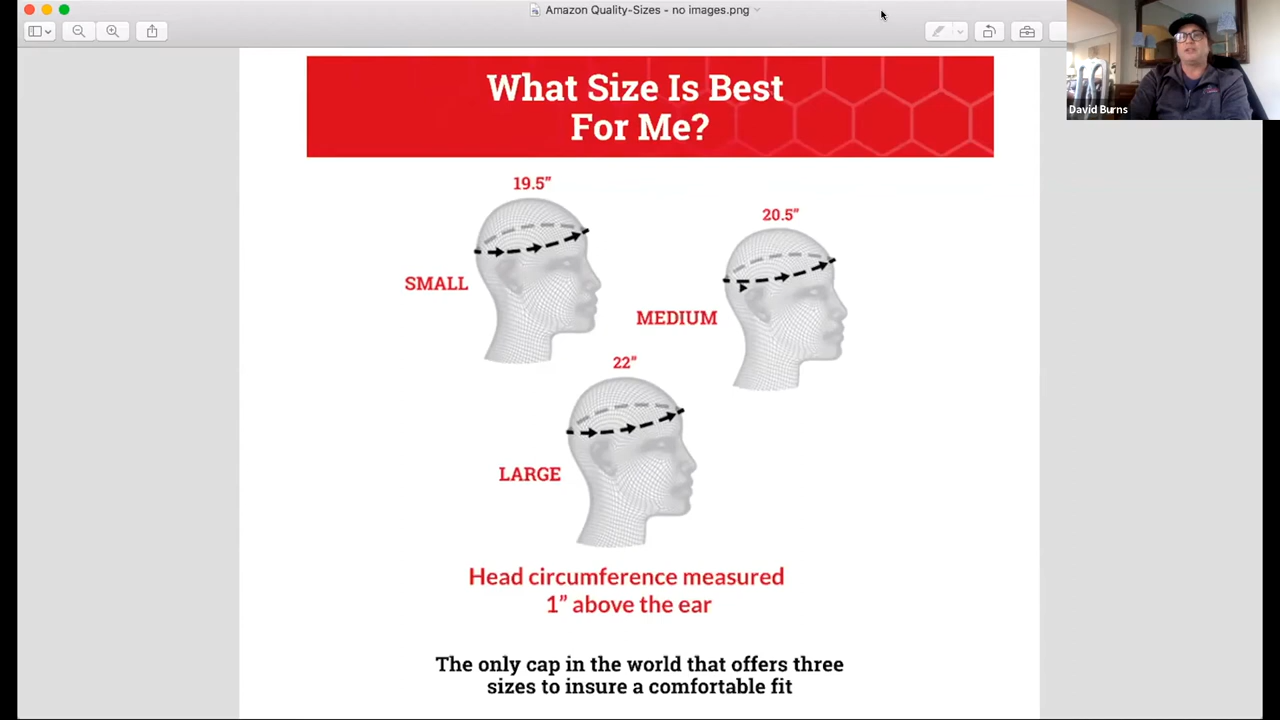 Amazon Quality-Sizes - no images.png
David Burns
What Size Is Best
For Me?
19.5”
20.5”
SMALL
MEDIUM
22”
LARGE
Head circumference measured
1” above the ear
The only cap in the world that offers three
sizes to insure a comfortable fit